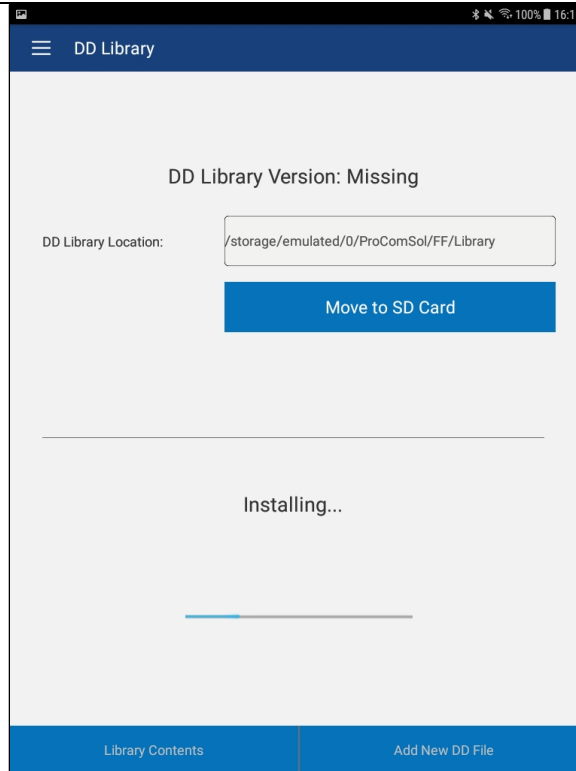 100% 16:1
DD Library
DD Library Version: Missing
DD Library Location:
/storage/emulated/0/ProComSol/FF/Library
Move to SD Card
Installing...
Library Contents
Add New DD File